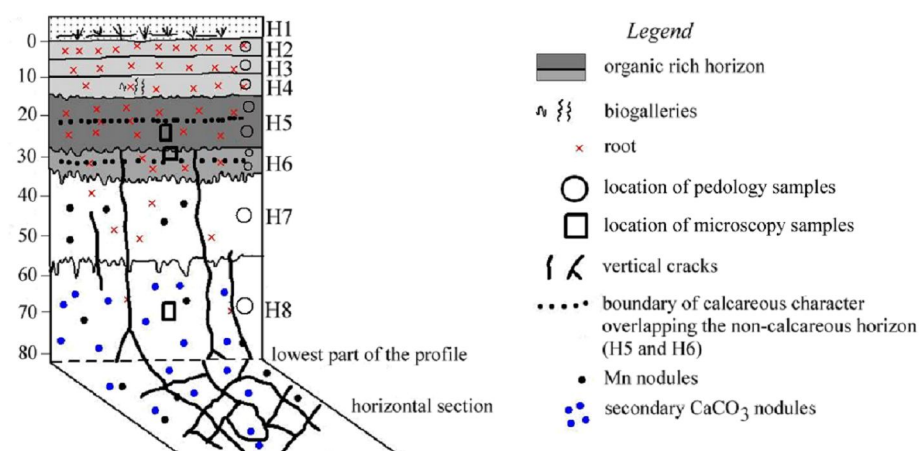 H1
0
H2
H3
10
H4
20
H5
30
H6
40
H7
50
60
70
H8
80
lowest part of the profile
horizontal section
Legend
organic rich horizon
biogalleries
root
location of pedology samples
location of microscopy samples
vertical cracks
boundary of calcareous character
overlapping the non-calcareous horizon
(H5 and H6)
Mn nodules
secondary CaCO3 nodules